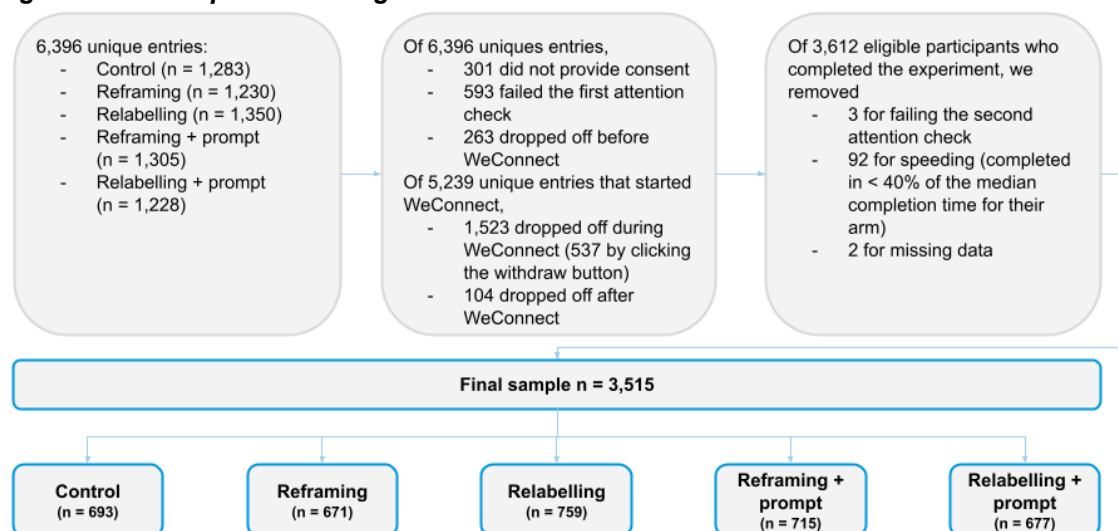 6,396 unique entries:
- Control (n = 1,283)
- Reframing (n = 1,230)
- Relabelling (n = 1,350)
- Reframing + prompt
(n = 1,305)
- Relabelling + prompt
(n = 1,228)
Of 6,396 uniques entries,
- 301 did not provide consent
- 593 failed the first attention
check
- 263 dropped off before
WeConnect
Of 5,239 unique entries that started
WeConnect,
- 1,523 dropped off during
WeConnect (537 by clicking
the withdraw button)
- 104 dropped off after
WeConnect
Of 3,612 eligible participants who
completed the experiment, we
removed
- 3 for failing the second
attention check
- 92 for speeding (completed
in < 40% of the median
completion time for their
arm)
- 2 for missing data
Final sample n = 3,515
Control
(n = 693)
Reframing
(n = 671)
Relabelling
(n = 759)
Reframing +
prompt
(n = 715)
Relabelling +
prompt
(n = 677)